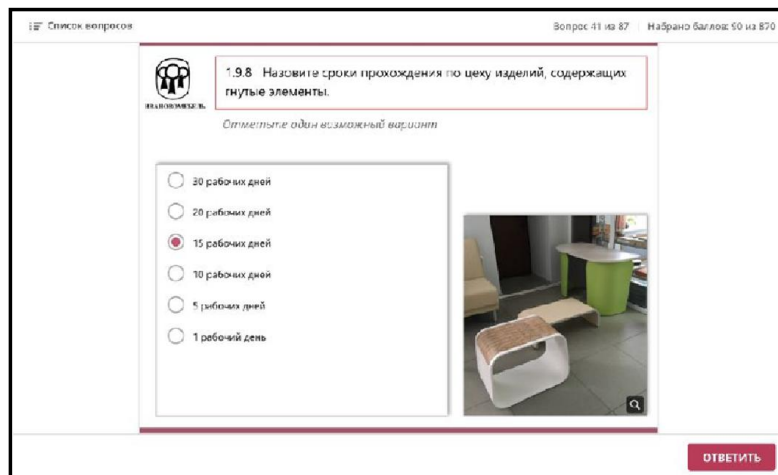 Список вопросов
Вопрос 41 из 87
Набрано баллов: 90 из 870
1.9.8 Назовите сроки прохождения по цеху изделий, содержащих
гнутые элементы.
ИВАНОВОМЕБЕЛЬ
Отметьте один возможный вариант
30 рабочих дней
20 рабочих дней
15 рабочих дней
10 рабочих дней
5 рабочих дней
1 рабочий день
ОТВЕТИТЬ